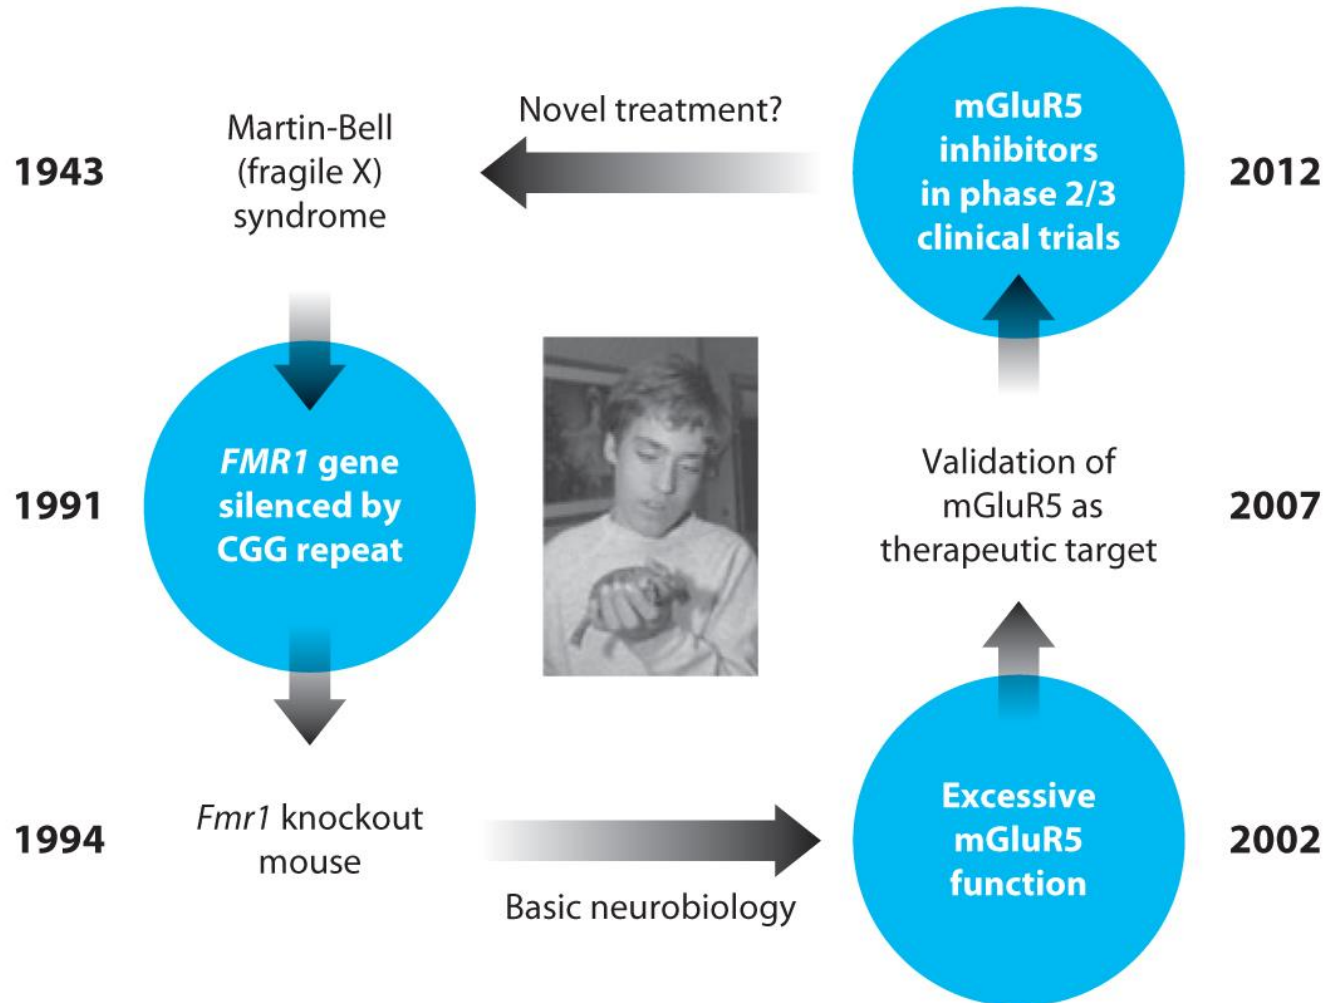 1943
Martin-Bell
(fragile X)
syndrome
Novel treatment?
mGluR5
inhibitors
in phase 2/3
clinical trials
2012
1991
FMR1 gene
silenced by
CGG repeat
Validation of
mGluR5 as
therapeutic target
2007
1994
Fmr1 knockout
mouse
Basic neurobiology
Excessive
mGluR5
function
2002